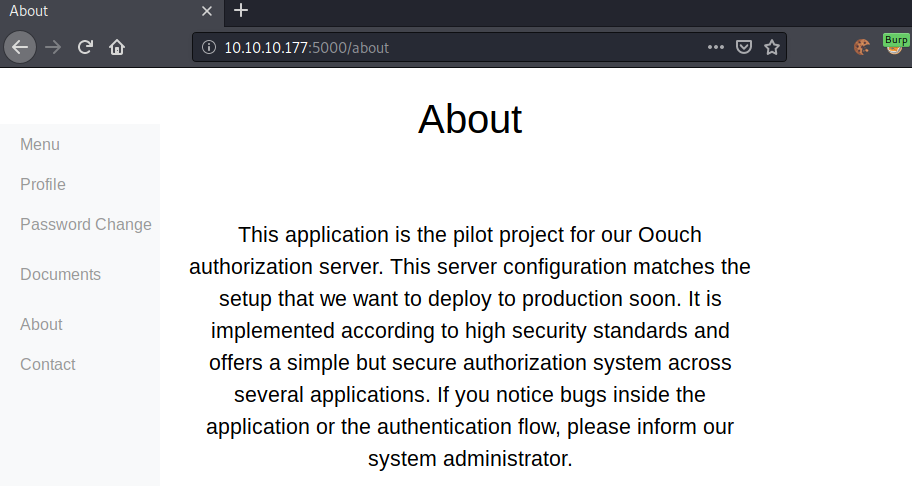 About
10.10.10.177:5000/about
Burp
About
Menu
Profile
Password Change
Documents
About
Contact
This application is the pilot project for our Oouch
authorization server. This server configuration matches the
setup that we want to deploy to production soon. It is
implemented according to high security standards and
offers a simple but secure authorization system across
several applications. If you notice bugs inside the
application or the authentication flow, please inform our
system administrator.